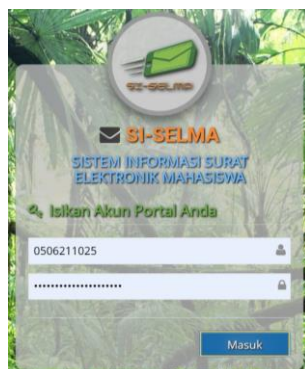 SI-SELMA
SI-SELMA
SISTEM INFORMASI SURAT
ELEKTRONIK MAHASISWA
Isikan Akun Portal Anda
0506211025
•••••••••••••••••••••
Masuk